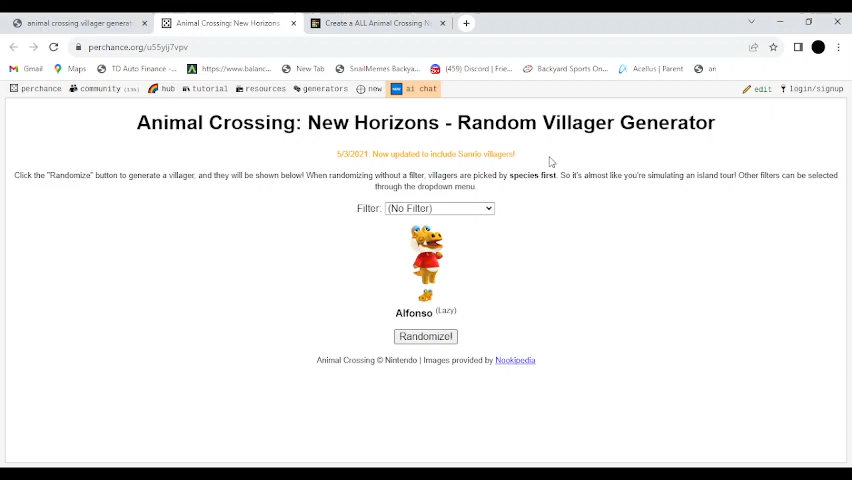 animal crossing villager generat
Animal Crossing: New Horizons
Create a ALL Animal Crossing N
perchance.org/u55yij7vpv
Gmail
Maps
TD Auto Finance -...
https://www.balanc...
New Tab
SnailMemes Backya...
(459) Discord | Frie...
Backyard Sports On...
Acellus | Parent
an
perchance
community
hub
tutorial
resources
generators
new
ai chat
edit
login/signup
Animal Crossing: New Horizons - Random Villager Generator
5/3/2021: Now updated to include Sanrio villagers!
Click the "Randomize" button to generate a villager, and they will be shown below! When randomizing without a filter, villagers are picked by species first. So it's almost like you're simulating an island tour! Other filters can be selected
through the dropdown menu.
Filter: (No Filter)
Alfonso (Lazy)
Randomize!
Animal Crossing © Nintendo | Images provided by Nookipedia